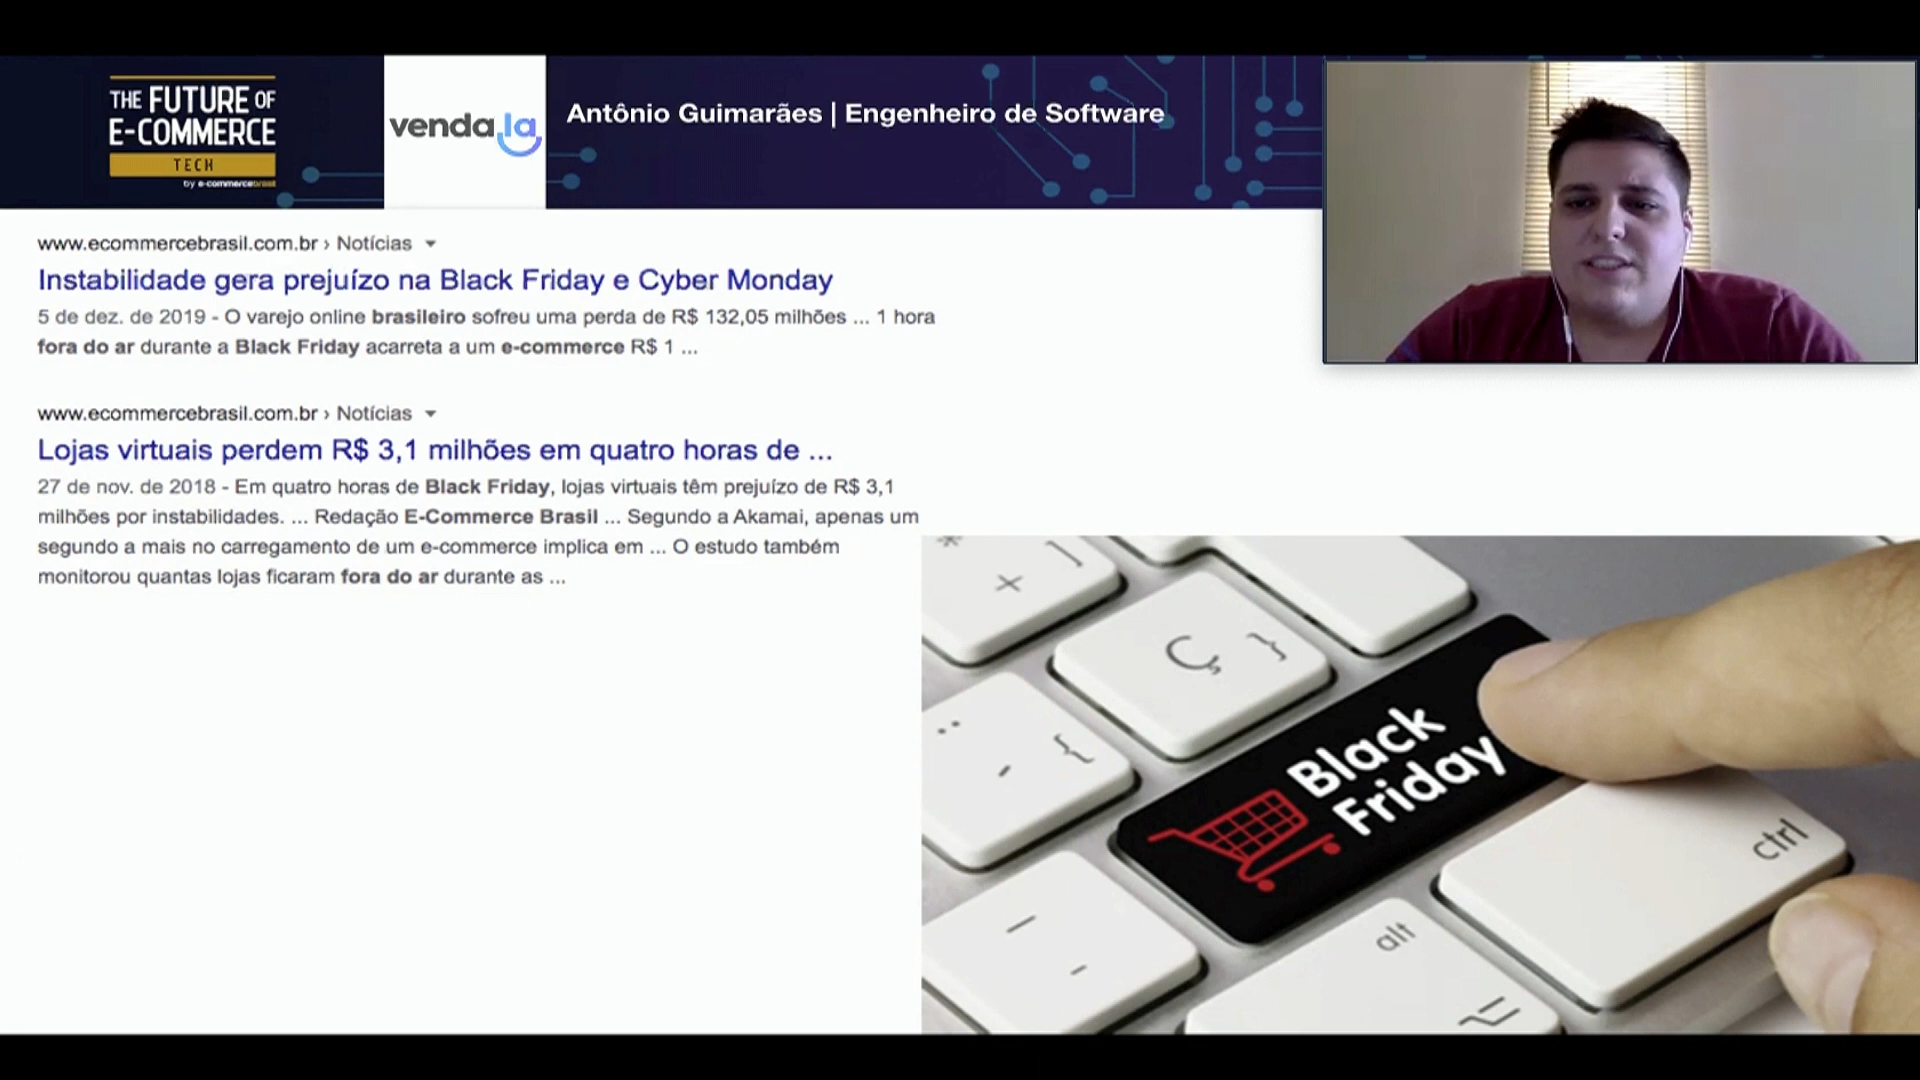 THE FUTURE OF
E-COMMERCE
TECH
by e-commercebrasil
venda.la
Antônio Guimarães | Engenheiro de Software
www.ecommercebrasil.com.br › Notícias
Instabilidade gera prejuízo na Black Friday e Cyber Monday
5 de dez. de 2019 - O varejo online brasileiro sofreu uma perda de R$ 132,05 milhões ... 1 hora
fora do ar durante a Black Friday acarreta a um e-commerce R$ 1 ...
www.ecommercebrasil.com.br › Notícias
Lojas virtuais perdem R$ 3,1 milhões em quatro horas de ...
27 de nov. de 2018 - Em quatro horas de Black Friday, lojas virtuais têm prejuízo de R$ 3,1
milhões por instabilidades. ... Redação E-Commerce Brasil ... Segundo a Akamai, apenas um
segundo a mais no carregamento de um e-commerce implica em ... O estudo também
monitorou quantas lojas ficaram fora do ar durante as ...
* ]
+
Ç }
¨ {
-
Black
Friday
ctrl
alt